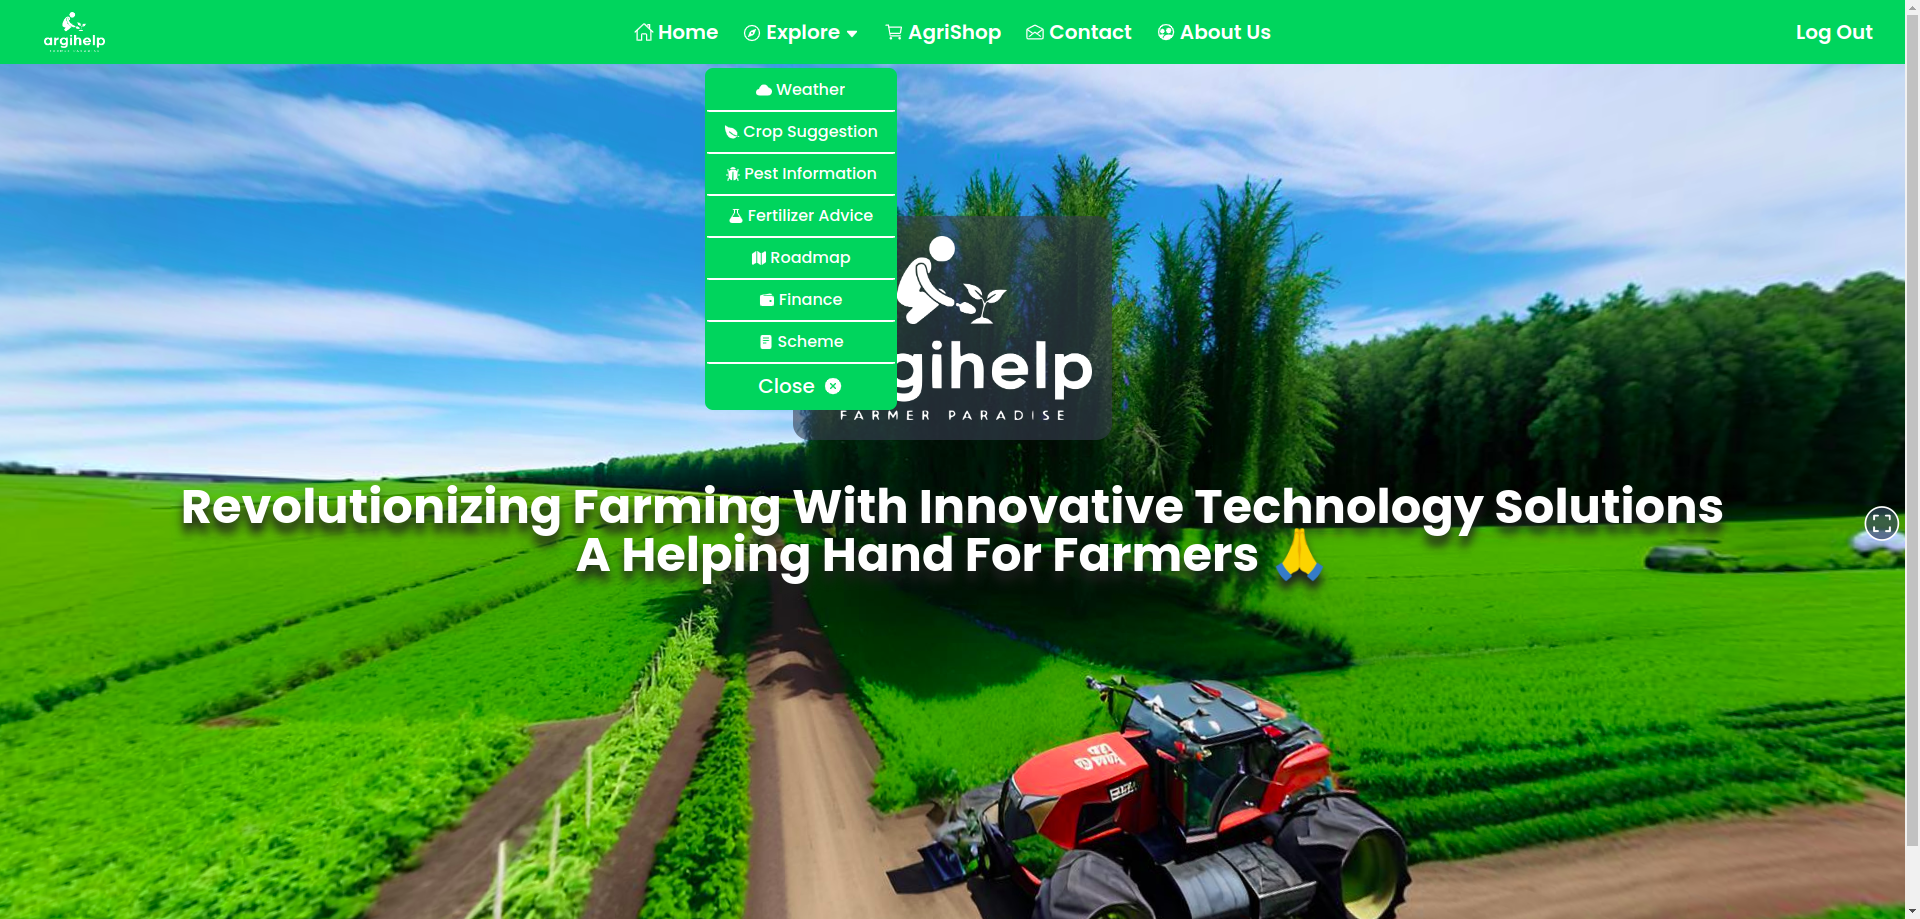 argihelp
Home Explore AgriShop Contact About Us Log Out
Weather
Crop Suggestion
Pest Information
Fertilizer Advice
Roadmap
Finance
Scheme
Close
gihelp
FARMER PARADISE
Revolutionizing Farming With Innovative Technology Solutions
A Helping Hand For Farmers 🙏